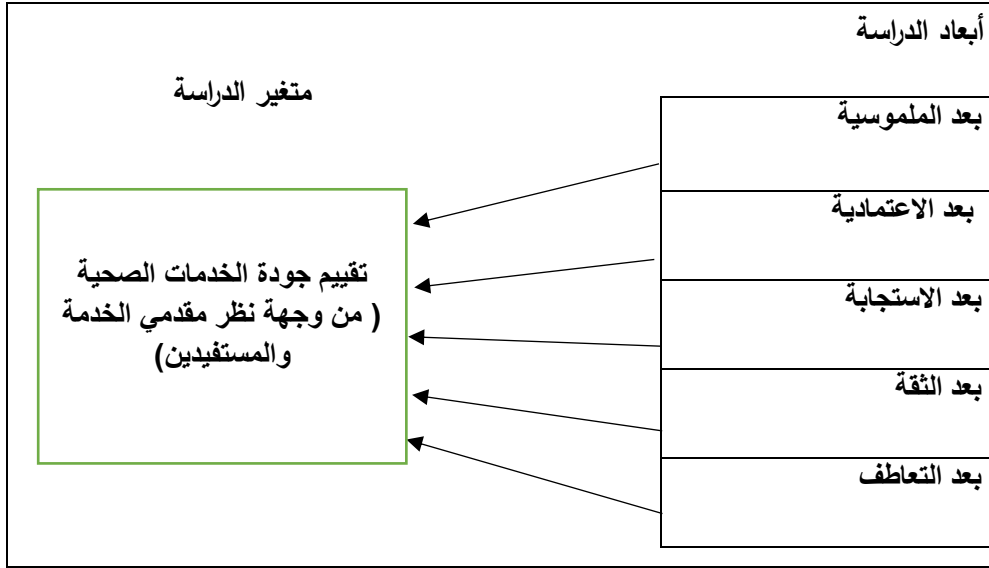 أبعاد الدراسة
متغير الدراسة
بعد الملموسية
بعد الاعتمادية
بعد الاستجابة
بعد الثقة
بعد التعاطف
تقييم جودة الخدمات الصحية
( من وجهة نظر مقدمي الخدمة
والمستفيدين)